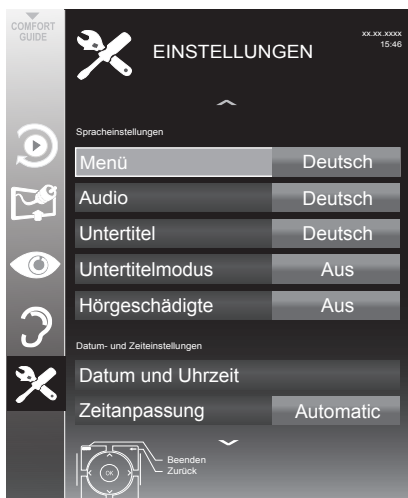 COMFORT
GUIDE
EINSTELLUNGEN
xx.xx.xxxx
15:46
Spracheinstellungen
Menü Deutsch
Audio Deutsch
Untertitel Deutsch
Untertitelmodus Aus
Hörgeschädigte Aus
Datum- und Zeiteinstellungen
Datum und Uhrzeit
Zeitanpassung Automatic
Beenden
Zurück
OK